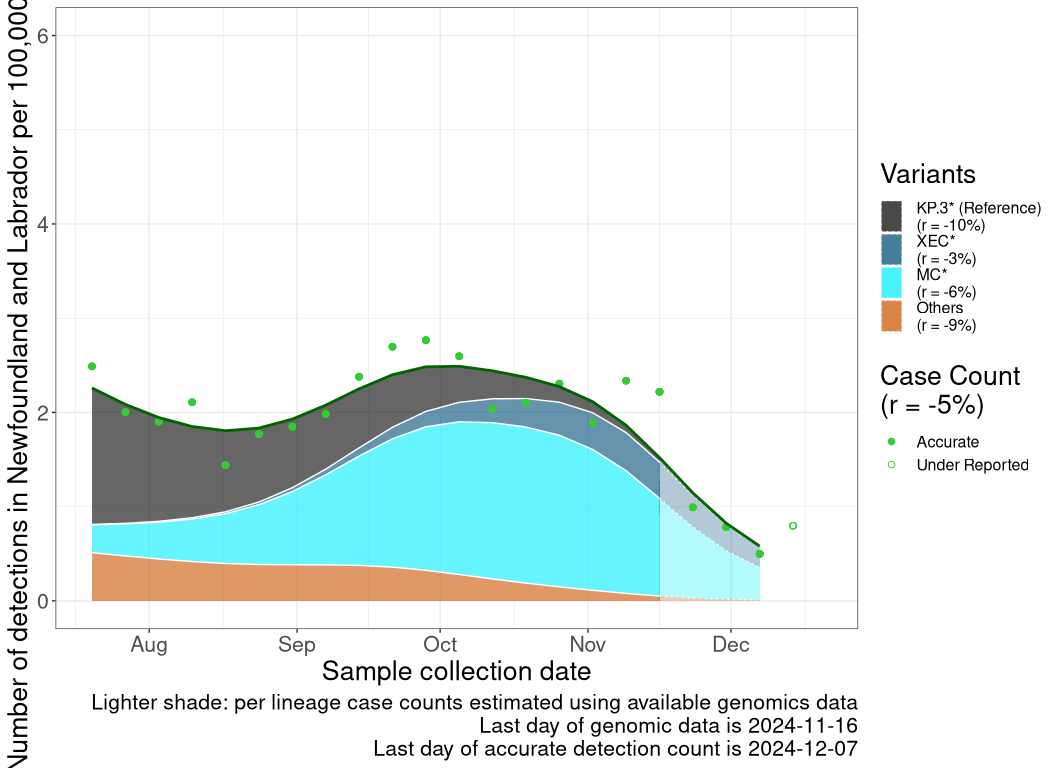 Number of detections in Newfoundland and Labrador per 100,000
6
4
2
0
Aug Sep Oct Nov Dec
Sample collection date
Lighter shade: per lineage case counts estimated using available genomics data
Last day of genomic data is 2024-11-16
Last day of accurate detection count is 2024-12-07
Variants
KP.3* (Reference)
(r = -10%)
XEC*
(r = -3%)
MC*
(r = -6%)
Others
(r = -9%)
Case Count
(r = -5%)
Accurate
Under Reported